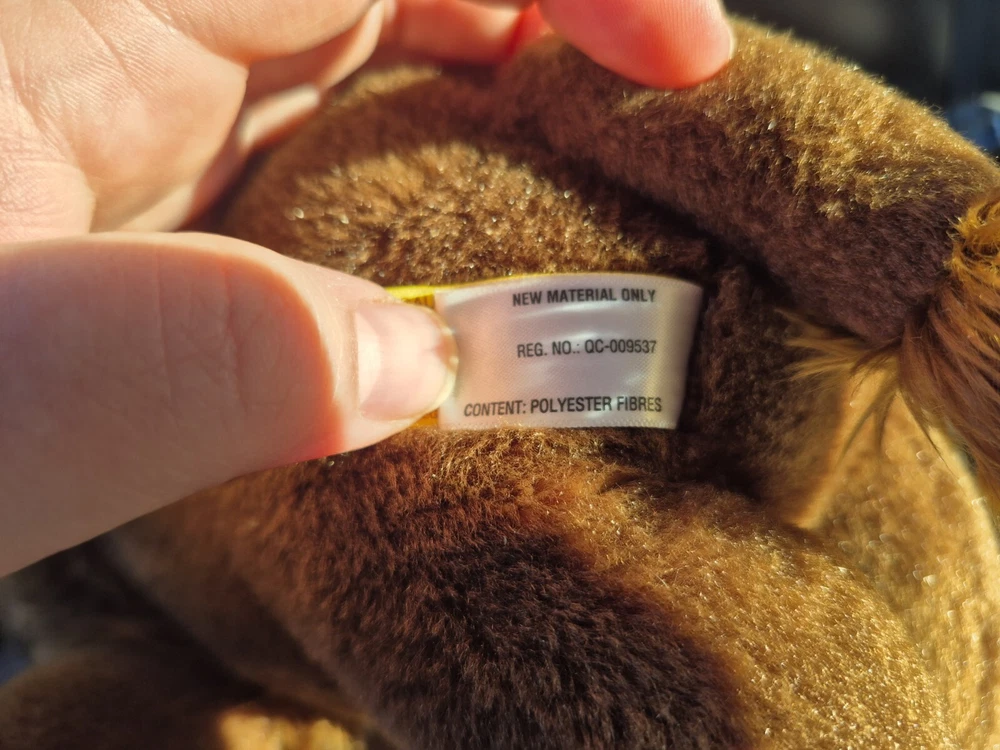 NEW MATERIAL ONLY
REG. NO.: QC-009537
CONTENT: POLYESTER FIBRES